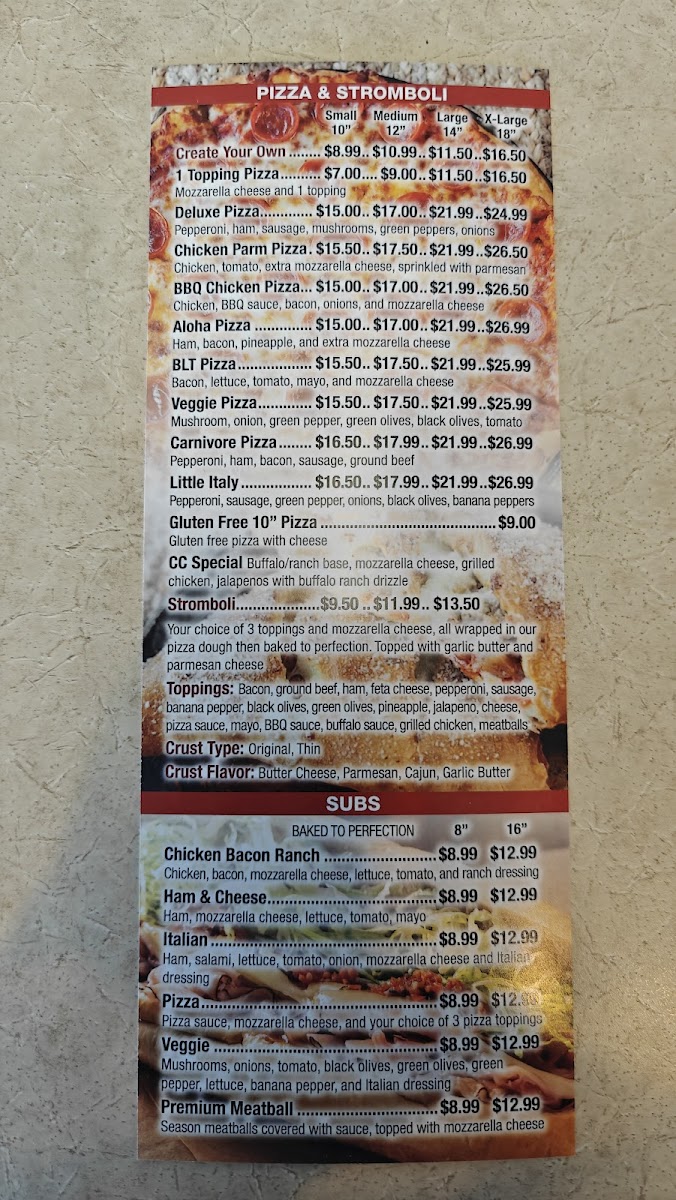 PIZZA & STROMBOLI
Small Medium Large X-Large
10" 12" 14" 18"
Create Your Own ........ $8.99.. $10.99.. $11.50..$16.50
1 Topping Pizza.......... $7.00.... $9.00.. $11.50..$16.50
Mozzarella cheese and 1 topping
Deluxe Pizza............. $15.00.. $17.00.. $21.99..$24.99
Pepperoni, ham, sausage, mushrooms, green peppers, onions
Chicken Parm Pizza. $15.50.. $17.50.. $21.99..$26.50
Chicken, tomato, extra mozzarella cheese, sprinkled with parmesan
BBQ Chicken Pizza... $15.00.. $17.00.. $21.99..$26.50
Chicken, BBQ sauce, bacon, onions, and mozzarella cheese
Aloha Pizza .............. $15.00.. $17.00.. $21.99..$26.99
Ham, bacon, pineapple, and extra mozzarella cheese
BLT Pizza.................. $15.50.. $17.50.. $21.99..$25.99
Bacon, lettuce, tomato, mayo, and mozzarella cheese
Veggie Pizza............. $15.50.. $17.50.. $21.99..$25.99
Mushroom, onion, green pepper, green olives, black olives, tomato
Carnivore Pizza........ $16.50.. $17.99.. $21.99..$26.99
Pepperoni, ham, bacon, sausage, ground beef
Little Italy................. $16.50.. $17.99.. $21.99..$26.99
Pepperoni, sausage, green pepper, onions, black olives, banana peppers
Gluten Free 10" Pizza .......................................... $9.00
Gluten free pizza with cheese
CC Special Buffalo/ranch base, mozzarella cheese, grilled
chicken, jalapenos with buffalo ranch drizzle
Stromboli....................$9.50 .. $11.99.. $13.50
Your choice of 3 toppings and mozzarella cheese, all wrapped in our
pizza dough then baked to perfection. Topped with garlic butter and
parmesan cheese
Toppings: Bacon, ground beef, ham, feta cheese, pepperoni, sausage,
banana pepper, black olives, green olives, pineapple, jalapeno, cheese,
pizza sauce, mayo, BBQ sauce, buffalo sauce, grilled chicken, meatballs
Crust Type: Original, Thin
Crust Flavor: Butter Cheese, Parmesan, Cajun, Garlic Butter
SUBS
BAKED TO PERFECTION 8" 16"
Chicken Bacon Ranch ..........................$8.99 $12.99
Chicken, bacon, mozzarella cheese, lettuce, tomato, and ranch dressing
Ham & Cheese.......................................$8.99 $12.99
Ham, mozzarella cheese, lettuce, tomato, mayo
Italian ....................................................$8.99 $12.99
Ham, salami, lettuce, tomato, onion, mozzarella cheese and Italian
dressing
Pizza......................................................$8.99
Pizza sauce, mozzarella cheese, and your choice of 3 pizza toppings
Veggie ...................................................$8.99 $12.99
Mushrooms, onions, tomato, black olives, green olives, green
pepper, lettuce, banana pepper, and Italian dressing
Premium Meatball ................................$8.99 $12.99
Season meatballs covered with sauce, topped with mozzarella cheese